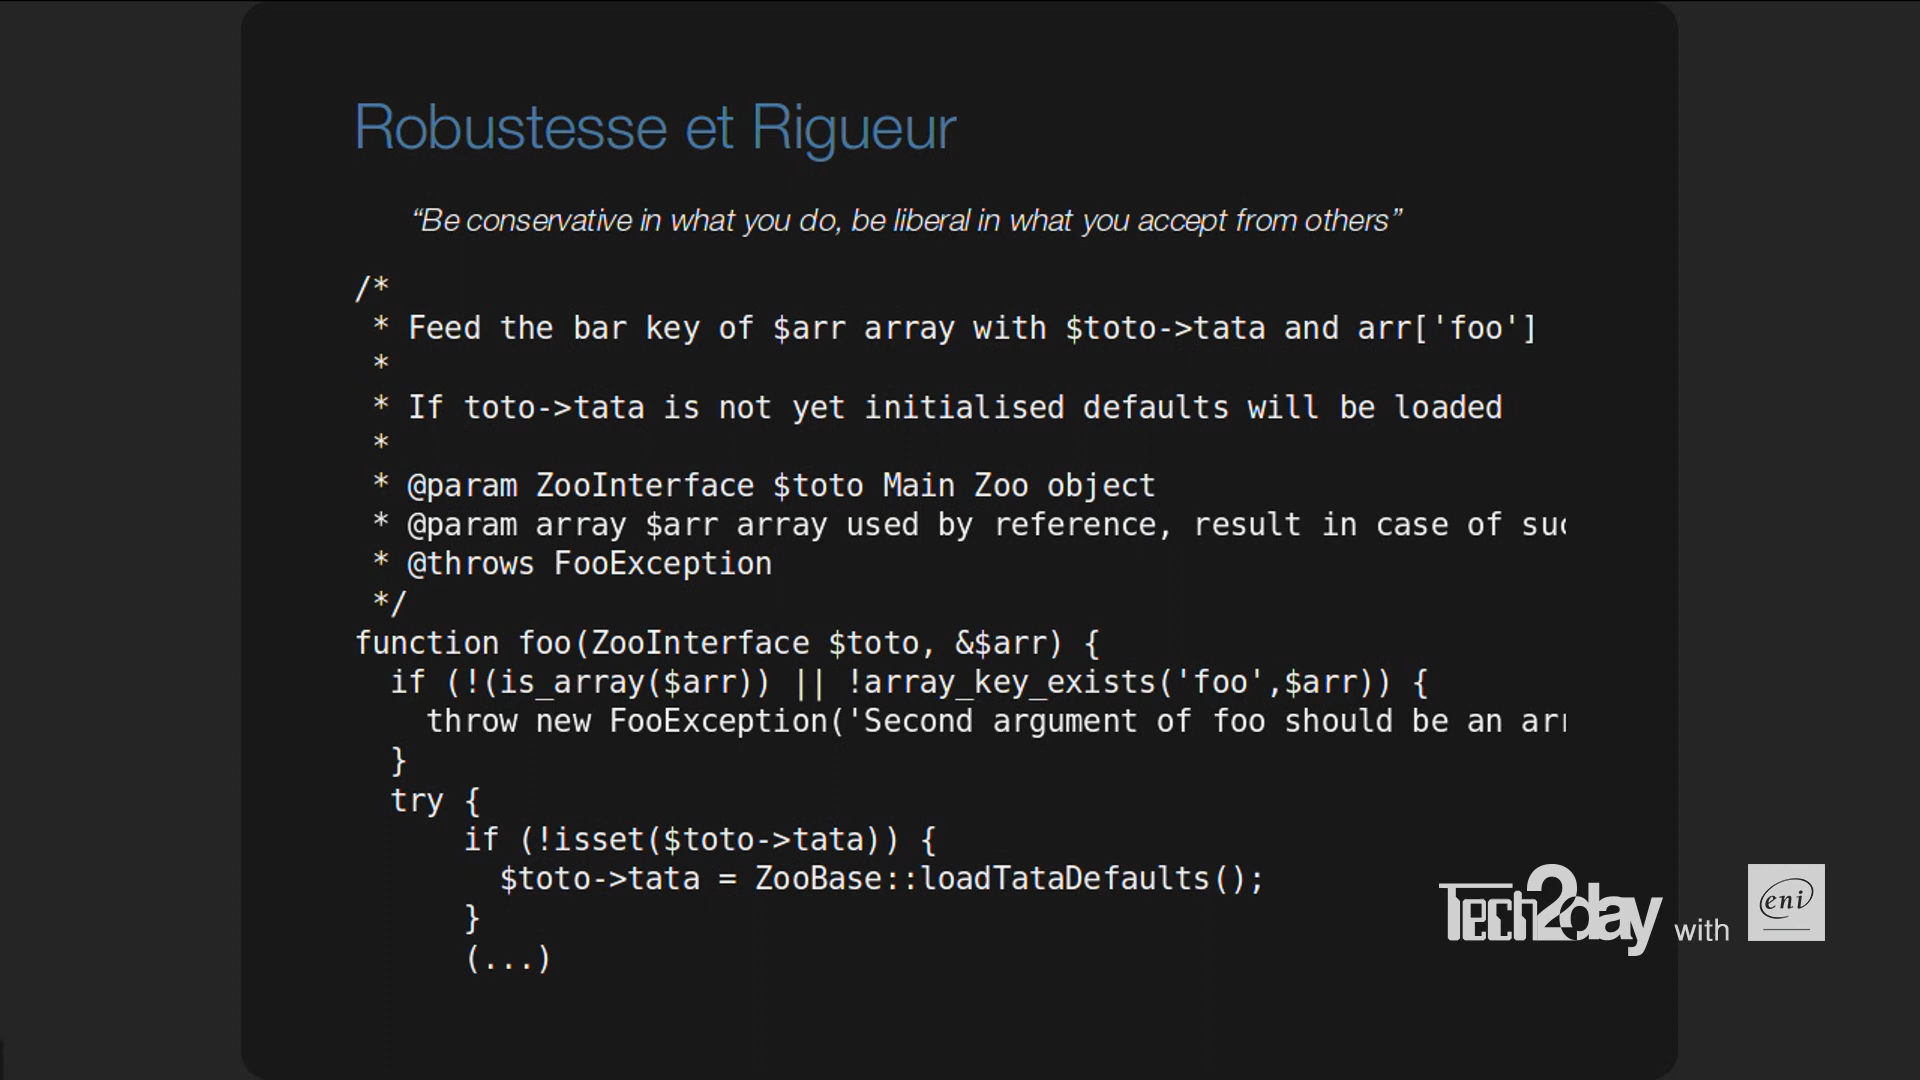 Robustesse et Rigueur
“Be conservative in what you do, be liberal in what you accept from others”
/*
 * Feed the bar key of $arr array with $toto->tata and arr['foo']
 *
 * If toto->tata is not yet initialised defaults will be loaded
 *
 * @param ZooInterface $toto Main Zoo object
 * @param array $arr array used by reference, result in case of suc
 * @throws FooException
 */
function foo(ZooInterface $toto, &$arr) {
  if (!(is_array($arr)) || !array_key_exists('foo',$arr)) {
    throw new FooException('Second argument of foo should be an arr
  }
  try {
      if (!isset($toto->tata)) {
        $toto->tata = ZooBase::loadTataDefaults();
      }
      (...)
Tech2day with eni